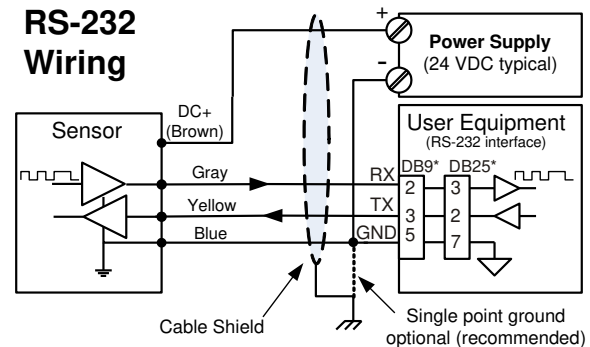 RS-232
Wiring
+
-
Power Supply
(24 VDC typical)
DC+
(Brown)
Sensor
User Equipment
(RS-232 interface)
DB9* DB25*
Gray
RX
2
3
Yellow
TX
3
2
Blue
GND
5
7
Cable Shield
Single point ground
optional (recommended)